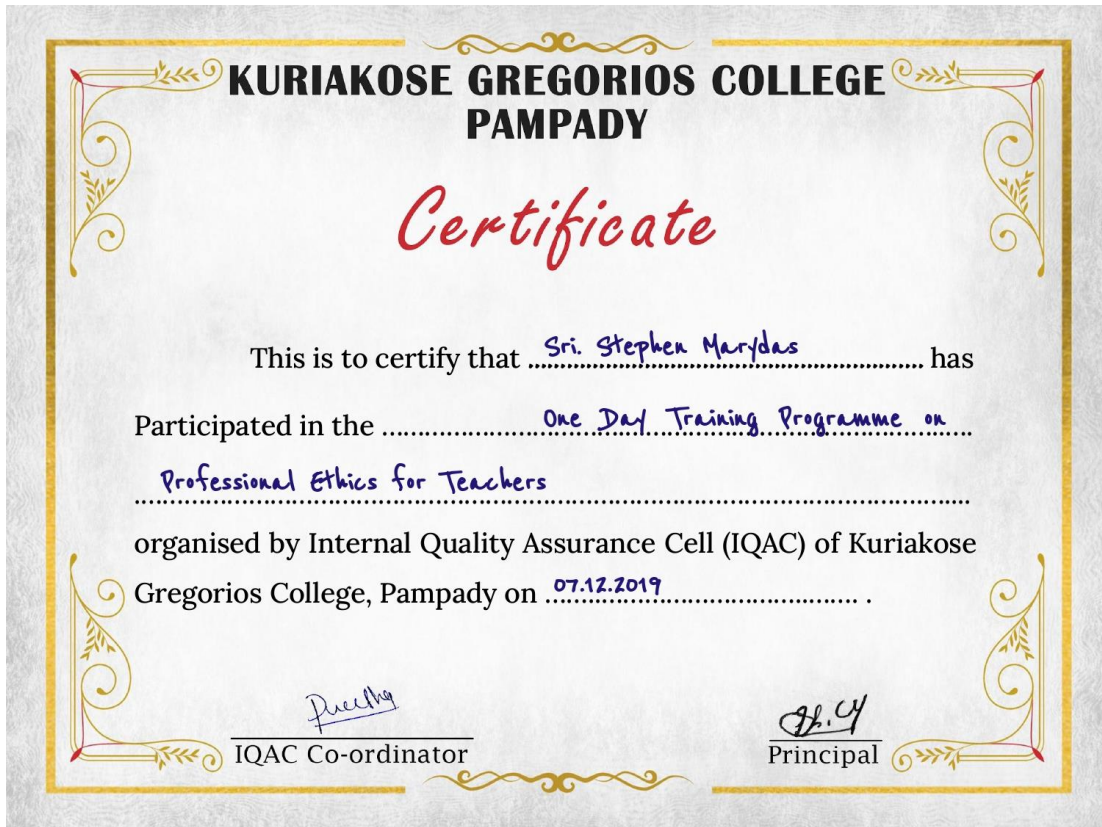 KURIAKOSE GREGORIOS COLLEGE
PAMPADY
Certificate
This is to certify that Sri. Stephen Marydas has
Participated in the One Day Training Programme on
Professional Ethics for Teachers
organised by Internal Quality Assurance Cell (IQAC) of Kuriakose
Gregorios College, Pampady on 07.12.2019 .
IQAC Co-ordinator
Principal